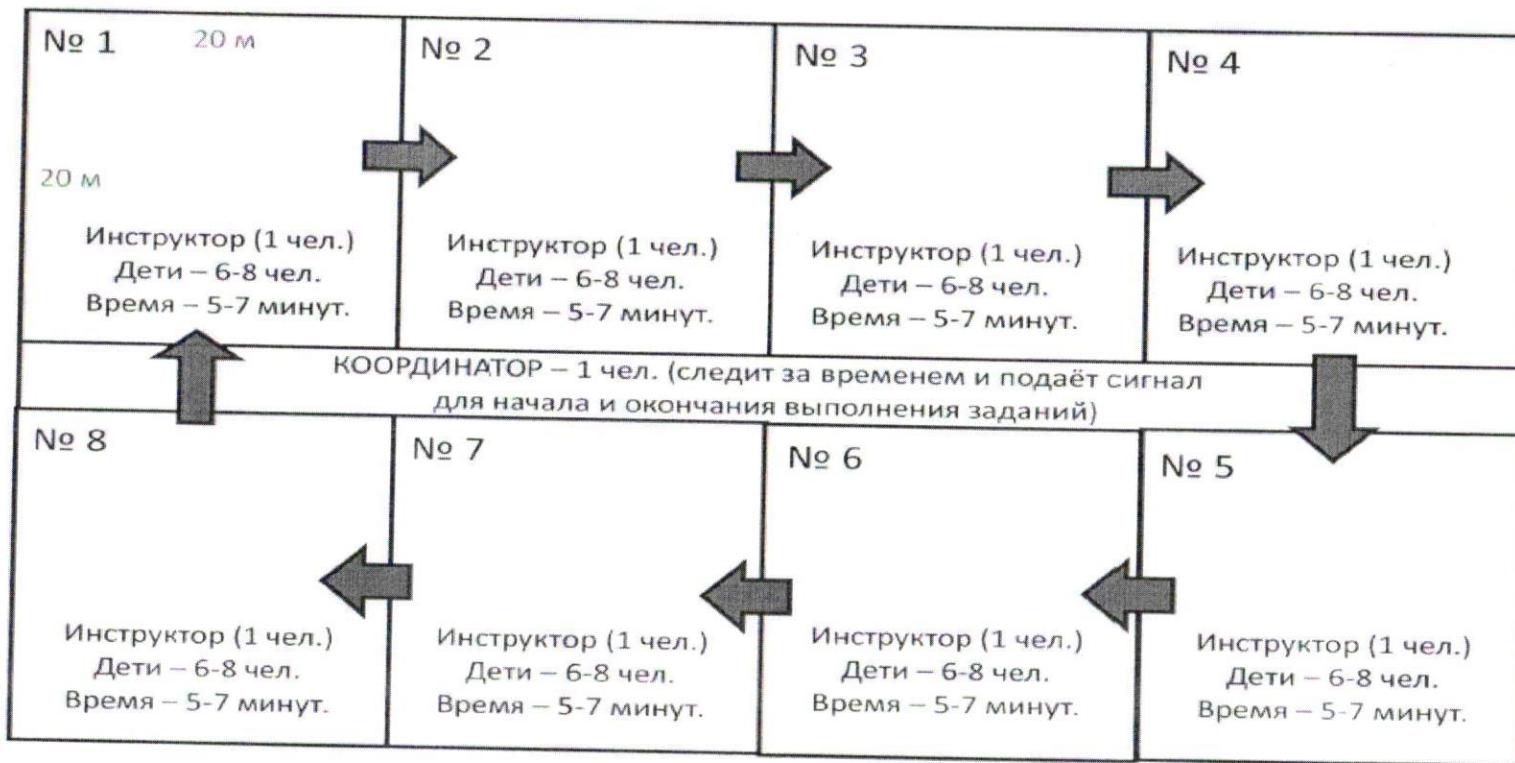 № 1 20 м
20 м
Инструктор (1 чел.)
Дети – 6-8 чел.
Время – 5-7 минут.
№ 2
Инструктор (1 чел.)
Дети – 6-8 чел.
Время – 5-7 минут.
№ 3
Инструктор (1 чел.)
Дети – 6-8 чел.
Время – 5-7 минут.
№ 4
Инструктор (1 чел.)
Дети – 6-8 чел.
Время – 5-7 минут.
КООРДИНАТОР – 1 чел. (следит за временем и подаёт сигнал
для начала и окончания выполнения заданий)
№ 8
Инструктор (1 чел.)
Дети – 6-8 чел.
Время – 5-7 минут.
№ 7
Инструктор (1 чел.)
Дети – 6-8 чел.
Время – 5-7 минут.
№ 6
Инструктор (1 чел.)
Дети – 6-8 чел.
Время – 5-7 минут.
№ 5
Инструктор (1 чел.)
Дети – 6-8 чел.
Время – 5-7 минут.